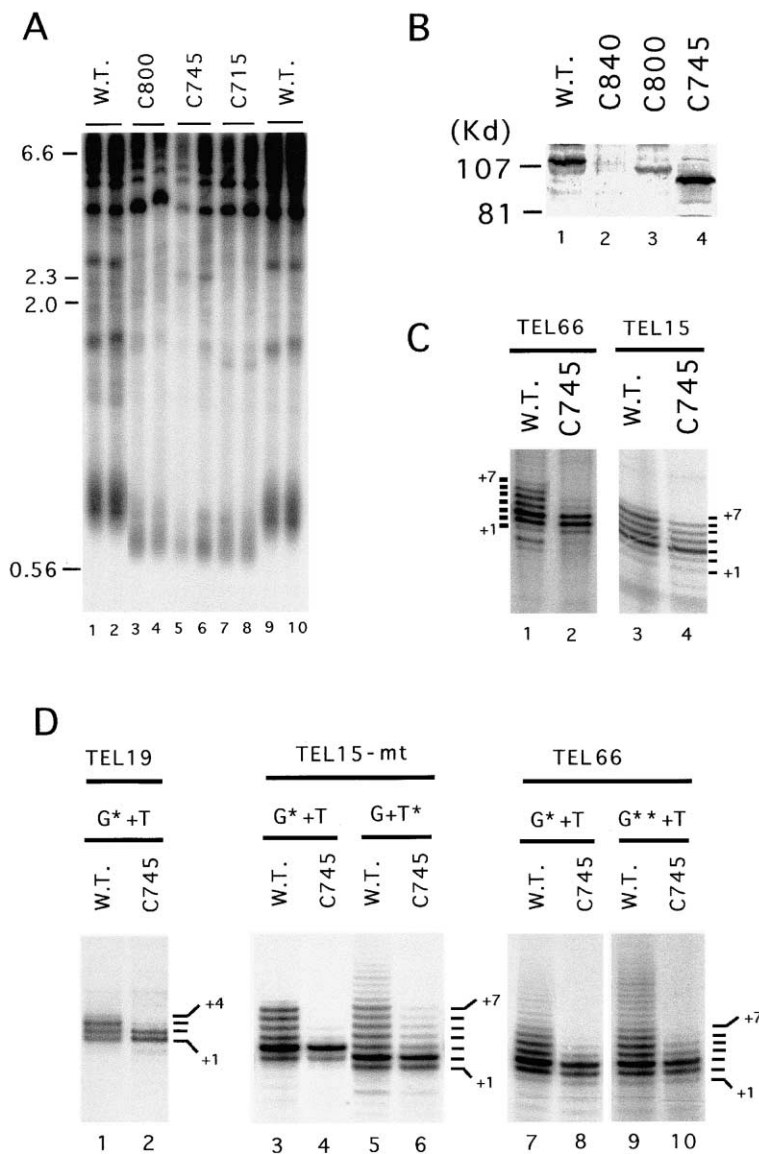 A
W.T. C800 C745 C715 W.T.
6.6
2.3
2.0
0.56
1 2 3 4 5 6 7 8 9 10
B
W.T. C840 C800 C745
(Kd)
107
81
1 2 3 4
C
TEL66 TEL15
W.T. C745 W.T. C745
+7
+1
+7
+1
1 2 3 4
D
TEL19 TEL15-mt TEL66
G*+T G*+T G+T* G*+T G**+T
W.T. C745 W.T. C745 W.T. C745 W.T. C745 W.T. C745
+4
+1
+7
+1
+7
+1
1 2 3 4 5 6 7 8 9 10